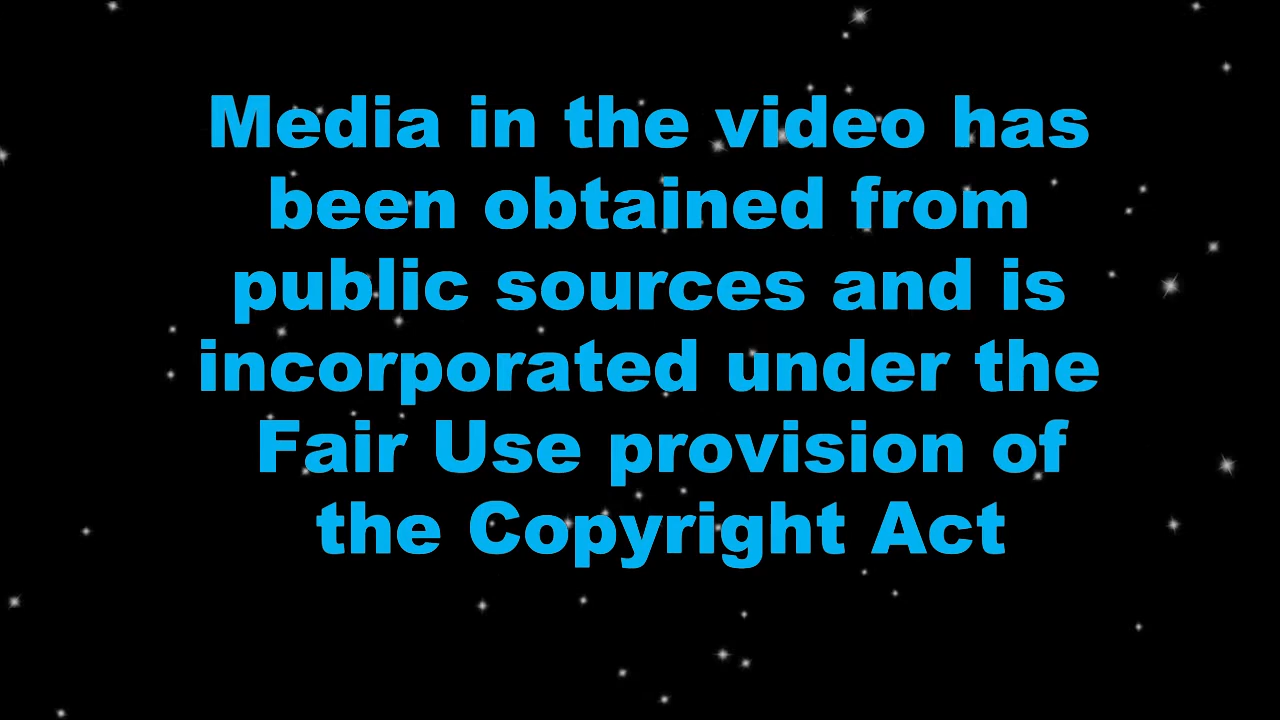 Media in the video has
been obtained from
public sources and is
incorporated under the
Fair Use provision of
the Copyright Act